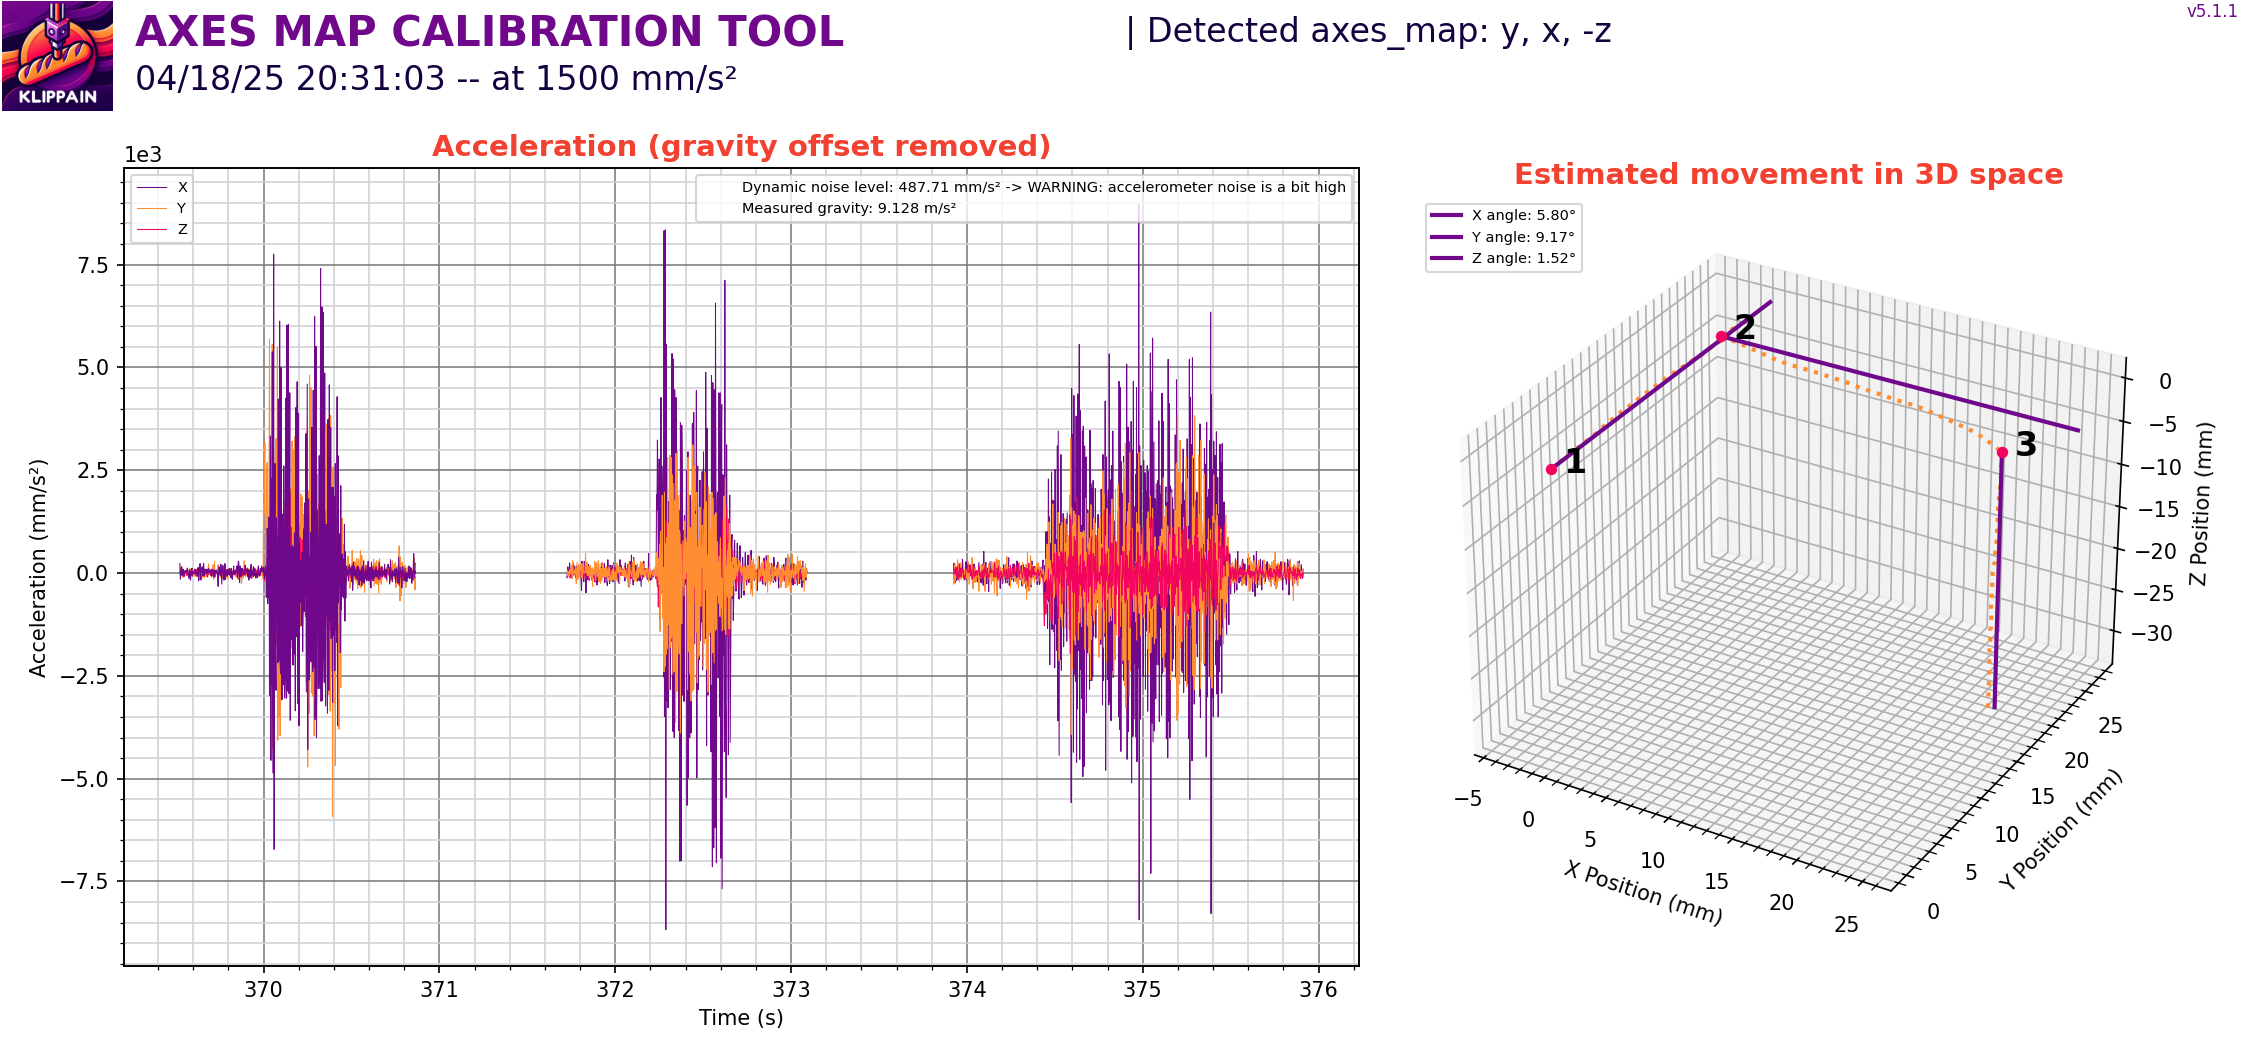 KLIPPAIN
AXES MAP CALIBRATION TOOL
| Detected axes_map: y, x, -z
v5.1.1
04/18/25 20:31:03 -- at 1500 mm/s²
Acceleration (gravity offset removed)
1e3
X
Y
Z
Dynamic noise level: 487.71 mm/s² -> WARNING: accelerometer noise is a bit high
Measured gravity: 9.128 m/s²
7.5
5.0
2.5
0.0
−2.5
−5.0
−7.5
Acceleration (mm/s²)
370 371 372 373 374 375 376
Time (s)
Estimated movement in 3D space
X angle: 5.80°
Y angle: 9.17°
Z angle: 1.52°
1
2
3
0
−5
−10
−15
−20
−25
−30
Z Position (mm)
−5
0
5
10
15
20
25
X Position (mm)
0
5
10
15
20
25
Y Position (mm)